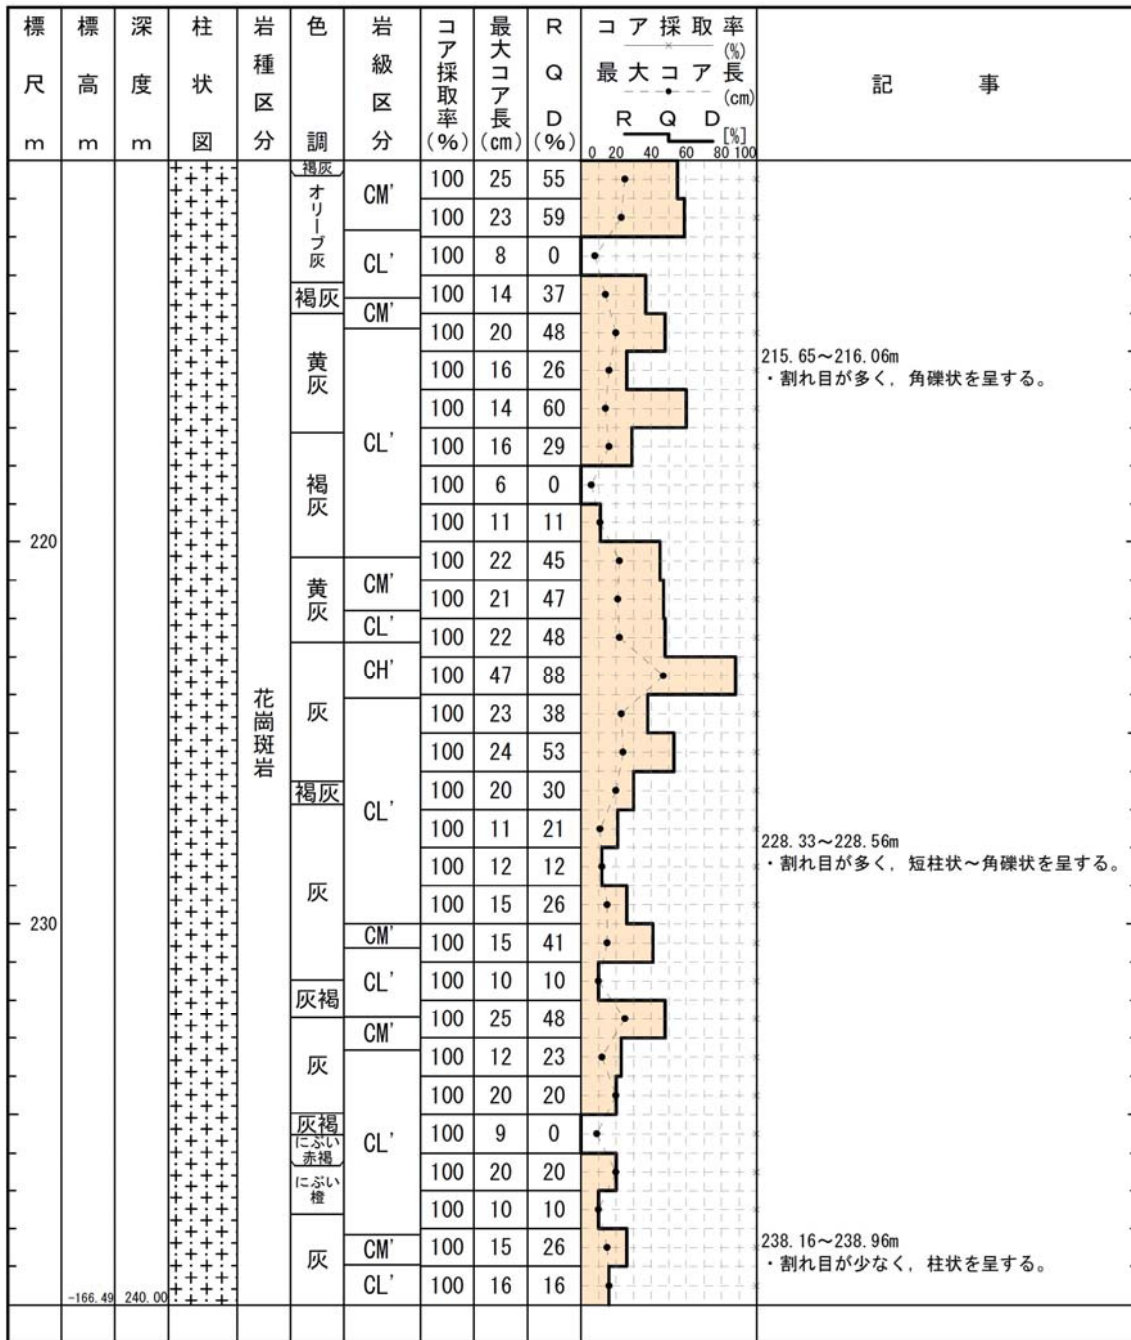 標尺m 標高m 深度m 柱状図 岩種区分 色調 岩級区分 コア採取率(%) 最大コア長(cm) RQD(%) コア採取率(%) 最大コア長(cm) RQD[%] 記事
0 20 40 60 80 100
褐灰
オリーブ灰
褐灰
黄灰
褐灰
黄灰
灰
褐灰
灰
灰褐
灰
灰褐
にぶい赤褐
にぶい橙
灰
CM'
CL'
CM'
CL'
CM'
CL'
CH'
CL'
CM'
CL'
CM'
CL'
CM'
CL'
花崗斑岩
100 25 55
100 23 59
100 8 0
100 14 37
100 20 48
100 16 26
100 14 60
100 16 29
100 6 0
100 11 11
220
100 22 45
100 21 47
100 22 48
100 47 88
100 23 38
100 24 53
100 20 30
100 11 21
100 12 12
100 15 26
230
100 15 41
100 10 10
100 25 48
100 12 23
100 20 20
100 9 0
100 20 20
100 10 10
100 15 26
100 16 16
-166.49 240.00
215.65～216.06m
・割れ目が多く，角礫状を呈する。
228.33～228.56m
・割れ目が多く，短柱状～角礫状を呈する。
238.16～238.96m
・割れ目が少なく，柱状を呈する。